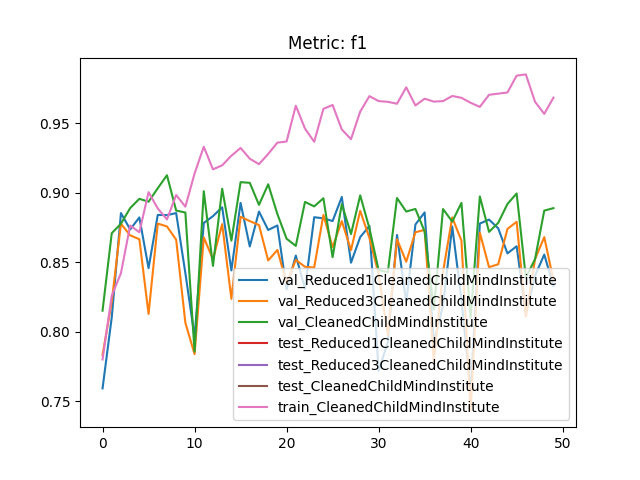 Metric: f1
0.95
0.90
0.85
0.80
0.75
val_Reduced1CleanedChildMindInstitute
val_Reduced3CleanedChildMindInstitute
val_CleanedChildMindInstitute
test_Reduced1CleanedChildMindInstitute
test_Reduced3CleanedChildMindInstitute
test_CleanedChildMindInstitute
train_CleanedChildMindInstitute
0 10 20 30 40 50